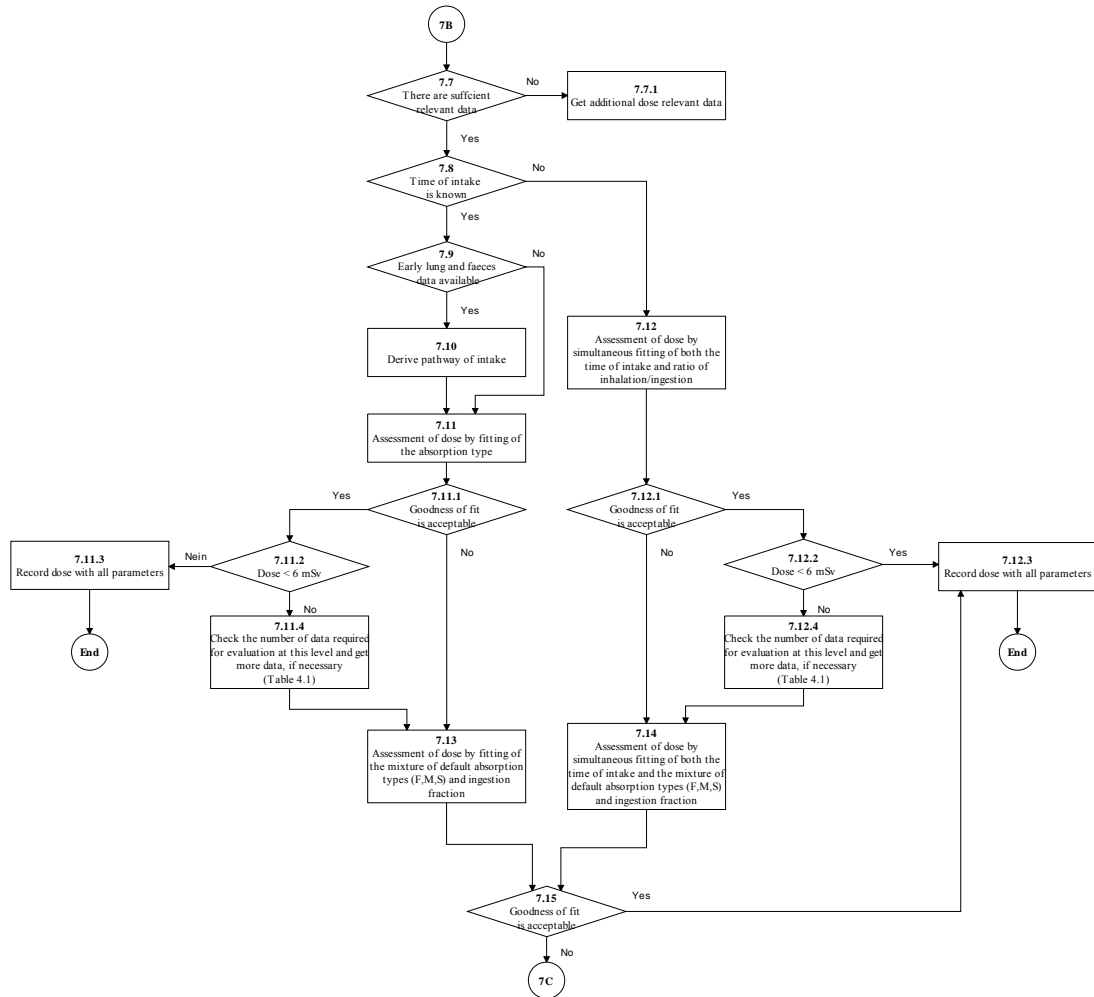 7B
7.7
There are suffcient
relevant data
No
7.7.1
Get additional dose relevant data
Yes
7.8
Time of intake
is known
No
Yes
7.9
Early lung and faeces
data available
No
Yes
7.10
Derive pathway of intake
7.12
Assessment of dose by
simultaneous fitting of both the
time of intake and ratio of
inhalation/ingestion
7.11
Assessment of dose by fitting of
the absorption type
Yes
7.11.1
Goodness of fit
is acceptable
No
7.12.1
Goodness of fit
is acceptable
Yes
No
7.11.3
Record dose with all parameters
Nein
7.11.2
Dose < 6 mSv
No
7.12.2
Dose < 6 mSv
Yes
No
7.12.3
Record dose with all parameters
End
7.11.4
Check the number of data required
for evaluation at this level and get
more data, if necessary
(Table 4.1)
7.12.4
Check the number of data required
for evaluation at this level and get
more data, if necessary
(Table 4.1)
End
7.13
Assessment of dose by fitting of
the mixture of default absorption
types (F,M,S) and ingestion
fraction
7.14
Assessment of dose by
simultaneous fitting of both the
time of intake and the mixture of
default absorption types (F,M,S)
and ingestion fraction
7.15
Goodness of fit
is acceptable
Yes
No
7C